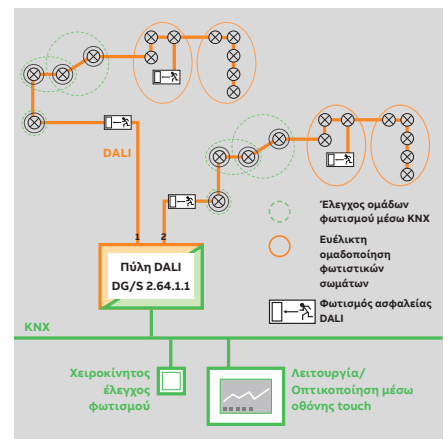 DALI
1 2
Πύλη DALI
DG/S 2.64.1.1
Έλεγχος ομάδων
φωτισμού μέσω KNX
Ευέλικτη
ομαδοποίηση
φωτιστικών
σωμάτων
Φωτισμός ασφαλείας
DALI
KNX
Χειροκίνητος
έλεγχος
φωτισμού
Λειτουργία/
Οπτικοποίηση μέσω
οθόνης touch